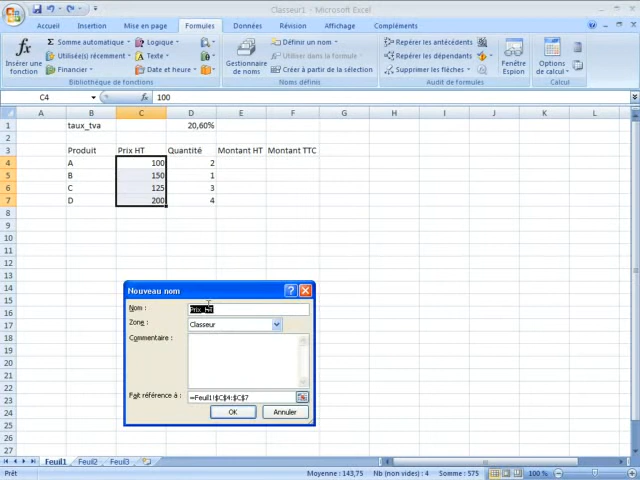 Classeur1 - Microsoft Excel
Accueil Insertion Mise en page Formules Données Révision Affichage Compléments
fx Σ Somme automatique Logique Définir un nom Repérer les antécédents
Utilisé(s) récemment Texte Utiliser dans la formule Repérer les dépendants
Insérer une fonction Financier Date et heure Gestionnaire de noms Créer à partir de la sélection Supprimer les flèches Fenêtre Espion Options de calcul
Bibliothèque de fonctions Noms définis Audit de formules Calcul
C4 fx 100
A B C D E F G H I J K L
1 taux_tva 20,60%
2
3 Produit Prix HT Quantité Montant HT Montant TTC
4 A 100 2
5 B 150 1
6 C 125 3
7 D 200 4
8
9
10
11
12
13
14
15
16
17
18
19
20
21
22
23
24
25
26
27
Nouveau nom ?
Nom : Prix_HT
Zone : Classeur
Commentaire :
Fait référence à : =Feuil1!$C$4:$C$7
OK Annuler
Feuil1 Feuil2 Feuil3
Prêt Moyenne : 143,75 Nb (non vides) : 4 Somme : 575 100 %